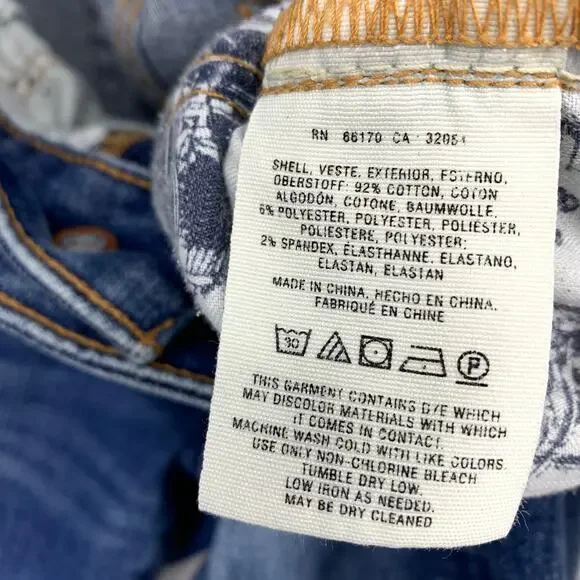 RN 66170 CA 32054
SHELL, VESTE, EXTERIOR, ESTERNO,
OBERSTOFF: 92% COTTON, COTON
ALGODÓN, COTONE, BAUMWOLLE,
6% POLYESTER, POLYESTER, POLIÉSTER
POLIESTERE, POLYESTER:
2% SPANDEX, ÉLASTHANNE, ELASTANO,
ELASTAN, ELASTAN
MADE IN CHINA, HECHO EN CHINA,
FABRIQUÉ EN CHINE
30
P
THIS GARMENT CONTAINS DYE WHICH
MAY DISCOLOR MATERIALS WITH WHICH
IT COMES IN CONTACT.
MACHINE WASH COLD WITH LIKE COLORS.
USE ONLY NON-CHLORINE BLEACH
TUMBLE DRY LOW.
LOW IRON AS NEEDED.
MAY BE DRY CLEANED